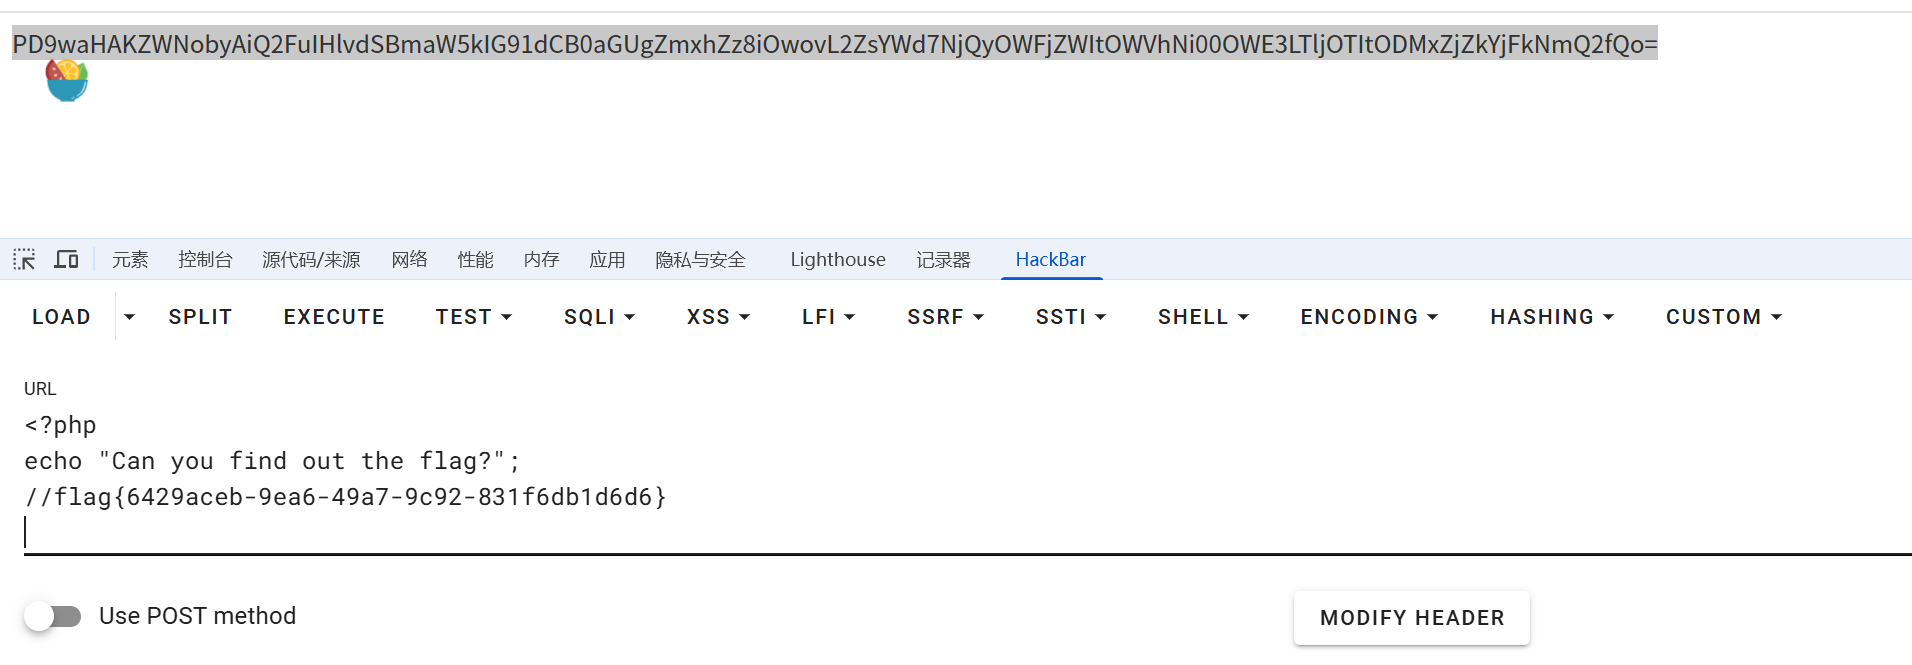 PD9waHAKZWNobyAiQ2FuIHlvdSBmaW5kIG91dCB0aGUgZmxhZz8iOwovL2ZsYWd7NjQyOWFjZWItOWVhNi00OWE3LTljOTItODMxZjZkYjFkNmQ2fQo=
元素 控制台 源代码/来源 网络 性能 内存 应用 隐私与安全 Lighthouse 记录器 HackBar
LOAD SPLIT EXECUTE TEST SQLI XSS LFI SSRF SSTI SHELL ENCODING HASHING CUSTOM
URL
<?php
echo "Can you find out the flag?";
//flag{6429aceb-9ea6-49a7-9c92-831f6db1d6d6}
Use POST method MODIFY HEADER